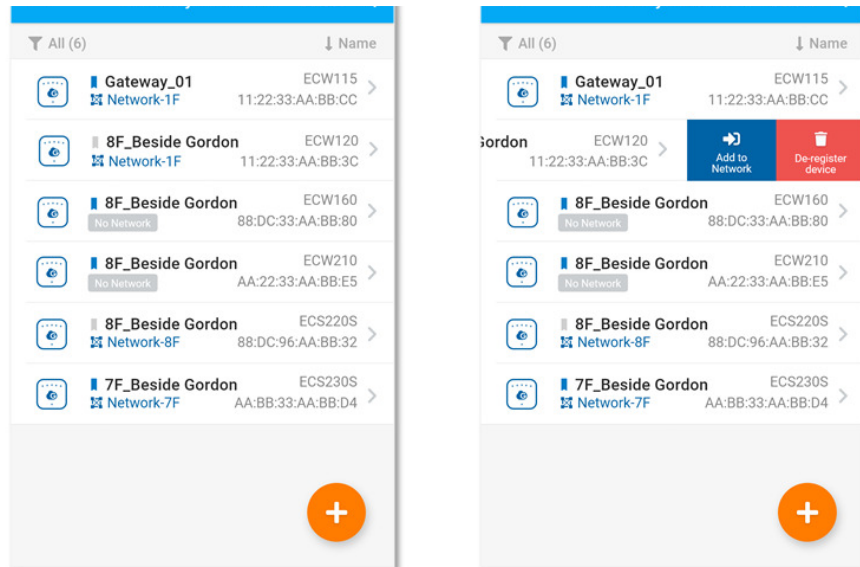 All (6) Name
Gateway_01 ECW115
Network-1F 11:22:33:AA:BB:CC
8F_Beside Gordon ECW120
Network-1F 11:22:33:AA:BB:3C
8F_Beside Gordon ECW160
No Network 88:DC:33:AA:BB:80
8F_Beside Gordon ECW210
No Network AA:22:33:AA:BB:E5
8F_Beside Gordon ECS220S
Network-8F 88:DC:96:AA:BB:32
7F_Beside Gordon ECS230S
Network-7F AA:BB:33:AA:BB:D4
All (6) Name
Gateway_01 ECW115
Network-1F 11:22:33:AA:BB:CC
Gordon ECW120
11:22:33:AA:BB:3C
Add to
Network
De-register
device
8F_Beside Gordon ECW160
No Network 88:DC:33:AA:BB:80
8F_Beside Gordon ECW210
No Network AA:22:33:AA:BB:E5
8F_Beside Gordon ECS220S
Network-8F 88:DC:96:AA:BB:32
7F_Beside Gordon ECS230S
Network-7F AA:BB:33:AA:BB:D4